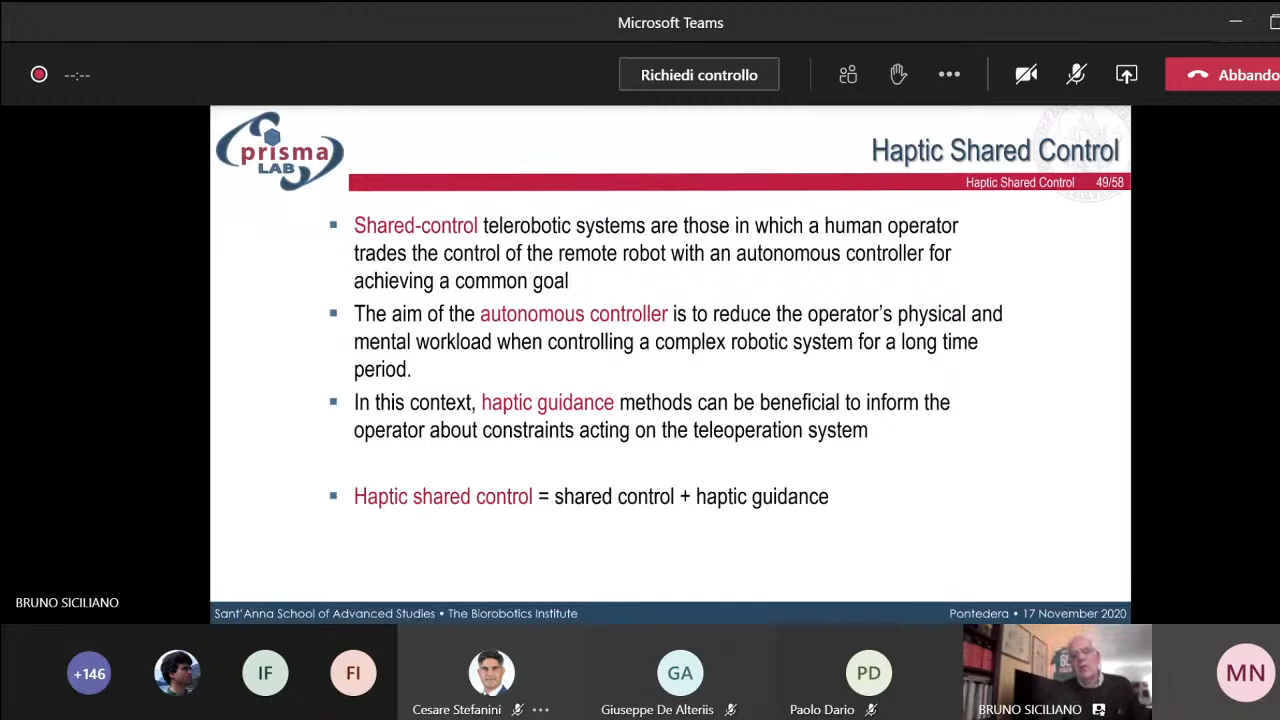 Microsoft Teams
--:--
Richiedi controllo
Abbando
prisma
LAB
Haptic Shared Control
Haptic Shared Control 49/58
Shared-control telerobotic systems are those in which a human operator
trades the control of the remote robot with an autonomous controller for
achieving a common goal
The aim of the autonomous controller is to reduce the operator's physical and
mental workload when controlling a complex robotic system for a long time
period.
In this context, haptic guidance methods can be beneficial to inform the
operator about constraints acting on the teleoperation system
Haptic shared control = shared control + haptic guidance
BRUNO SICILIANO
Sant'Anna School of Advanced Studies • The Biorobotics Institute
Pontedera • 17 November 2020
+146
IF
FI
GA
PD
MN
Cesare Stefanini
Giuseppe De Alteriis
Paolo Dario
BRUNO SICILIANO